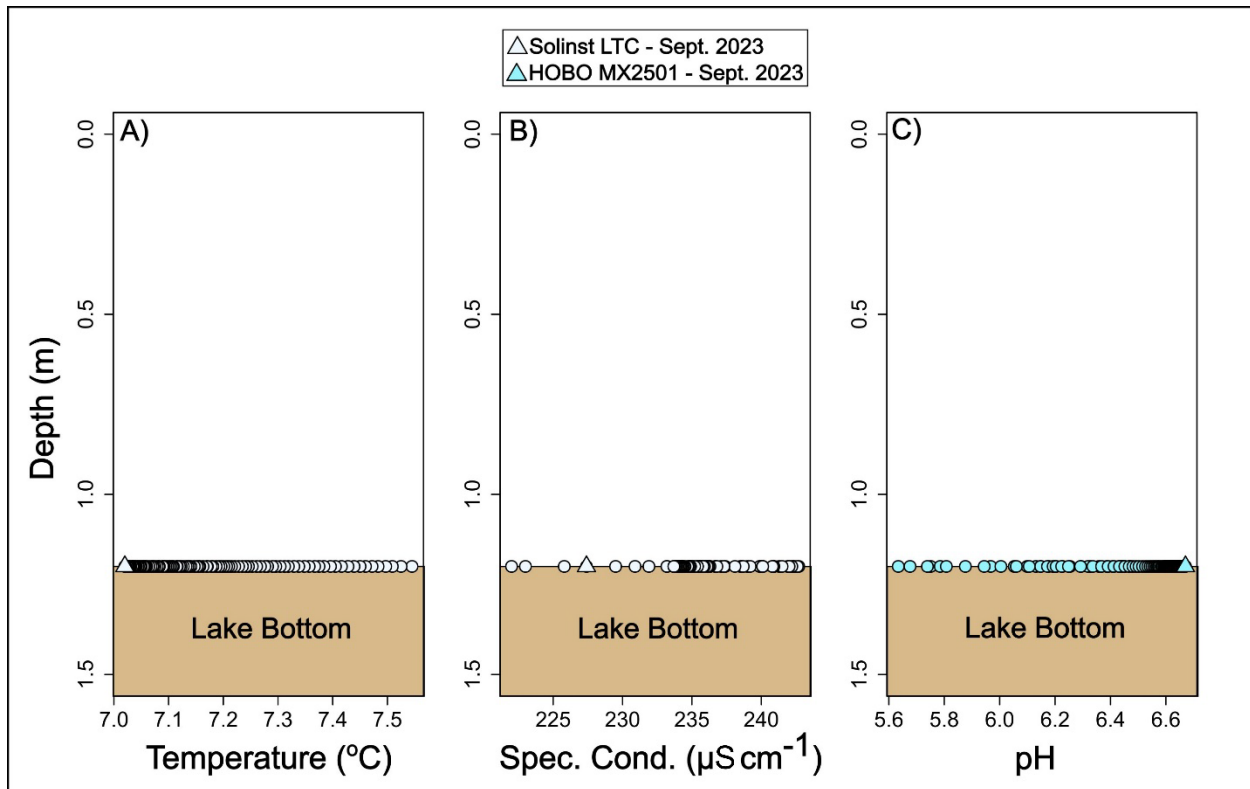 Solinst LTC - Sept. 2023
HOBO MX2501 - Sept. 2023
A)
B)
C)
Depth (m)
0.0
0.5
1.0
1.5
0.0
0.5
1.0
1.5
0.0
0.5
1.0
1.5
Lake Bottom
Lake Bottom
Lake Bottom
7.0 7.1 7.2 7.3 7.4 7.5
225 230 235 240
5.6 5.8 6.0 6.2 6.4 6.6
Temperature (ºC)
Spec. Cond. (µS cm⁻¹)
pH